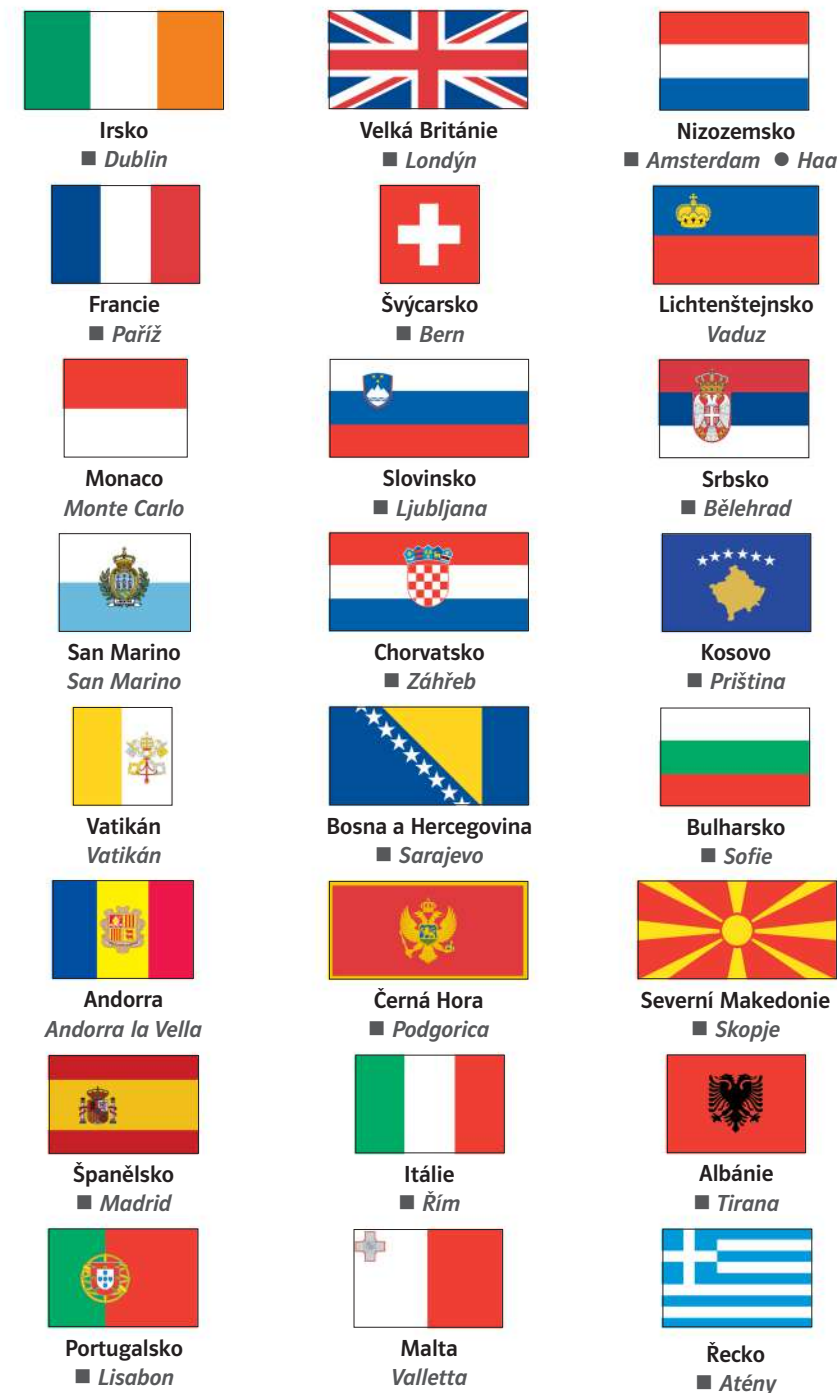 Irsko
■ Dublin
Velká Británie
■ Londýn
Nizozemsko
■ Amsterdam ● Haa
Francie
■ Paříž
Švýcarsko
■ Bern
Lichtenštejnsko
Vaduz
Monaco
Monte Carlo
Slovinsko
■ Ljubljana
Srbsko
■ Bělehrad
San Marino
San Marino
Chorvatsko
■ Záhřeb
Kosovo
■ Priština
Vatikán
Vatikán
Bosna a Hercegovina
■ Sarajevo
Bulharsko
■ Sofie
Andorra
Andorra la Vella
Černá Hora
■ Podgorica
Severní Makedonie
■ Skopje
Španělsko
■ Madrid
Itálie
■ Řím
Albánie
■ Tirana
Portugalsko
■ Lisabon
Malta
Valletta
Řecko
■ Atény